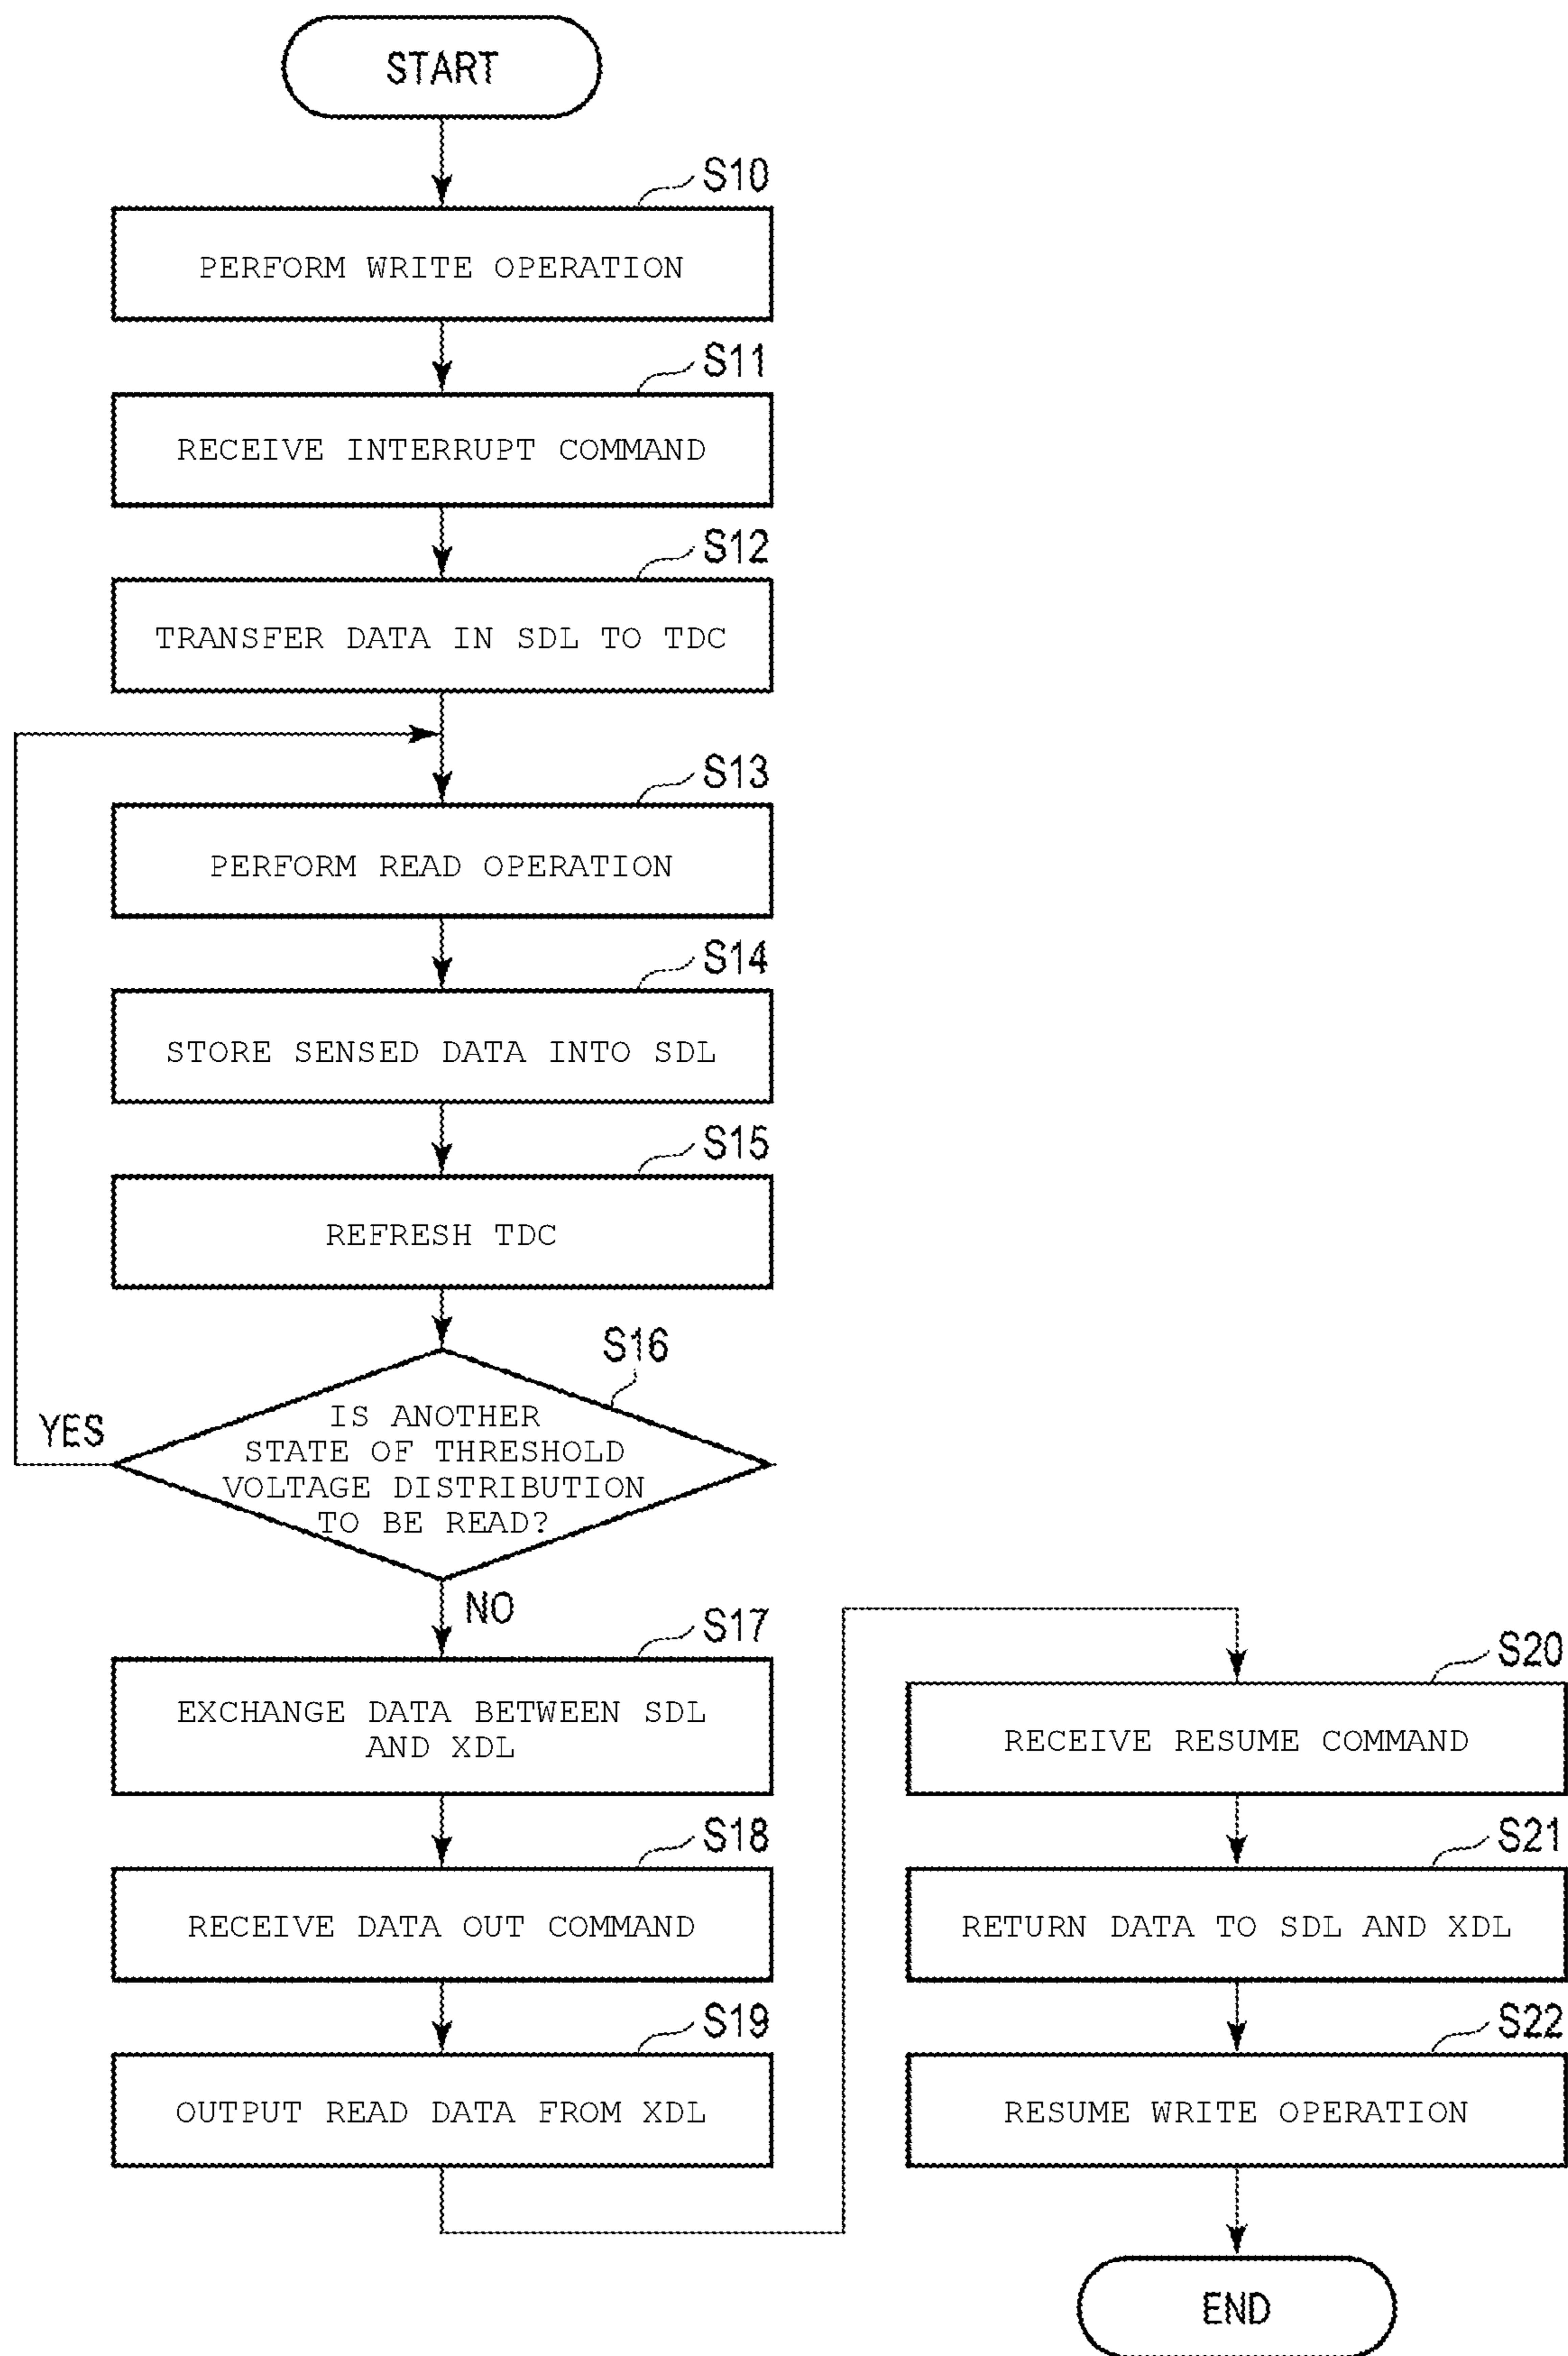 START
S10
PERFORM WRITE OPERATION
S11
RECEIVE INTERRUPT COMMAND
S12
TRANSFER DATA IN SDL TO TDC
S13
PERFORM READ OPERATION
S14
STORE SENSED DATA INTO SDL
S15
REFRESH TDC
S16
IS ANOTHER
STATE OF THRESHOLD
VOLTAGE DISTRIBUTION
TO BE READ?
YES
NO
S17
EXCHANGE DATA BETWEEN SDL
AND XDL
S18
RECEIVE DATA OUT COMMAND
S19
OUTPUT READ DATA FROM XDL
S20
RECEIVE RESUME COMMAND
S21
RETURN DATA TO SDL AND XDL
S22
RESUME WRITE OPERATION
END